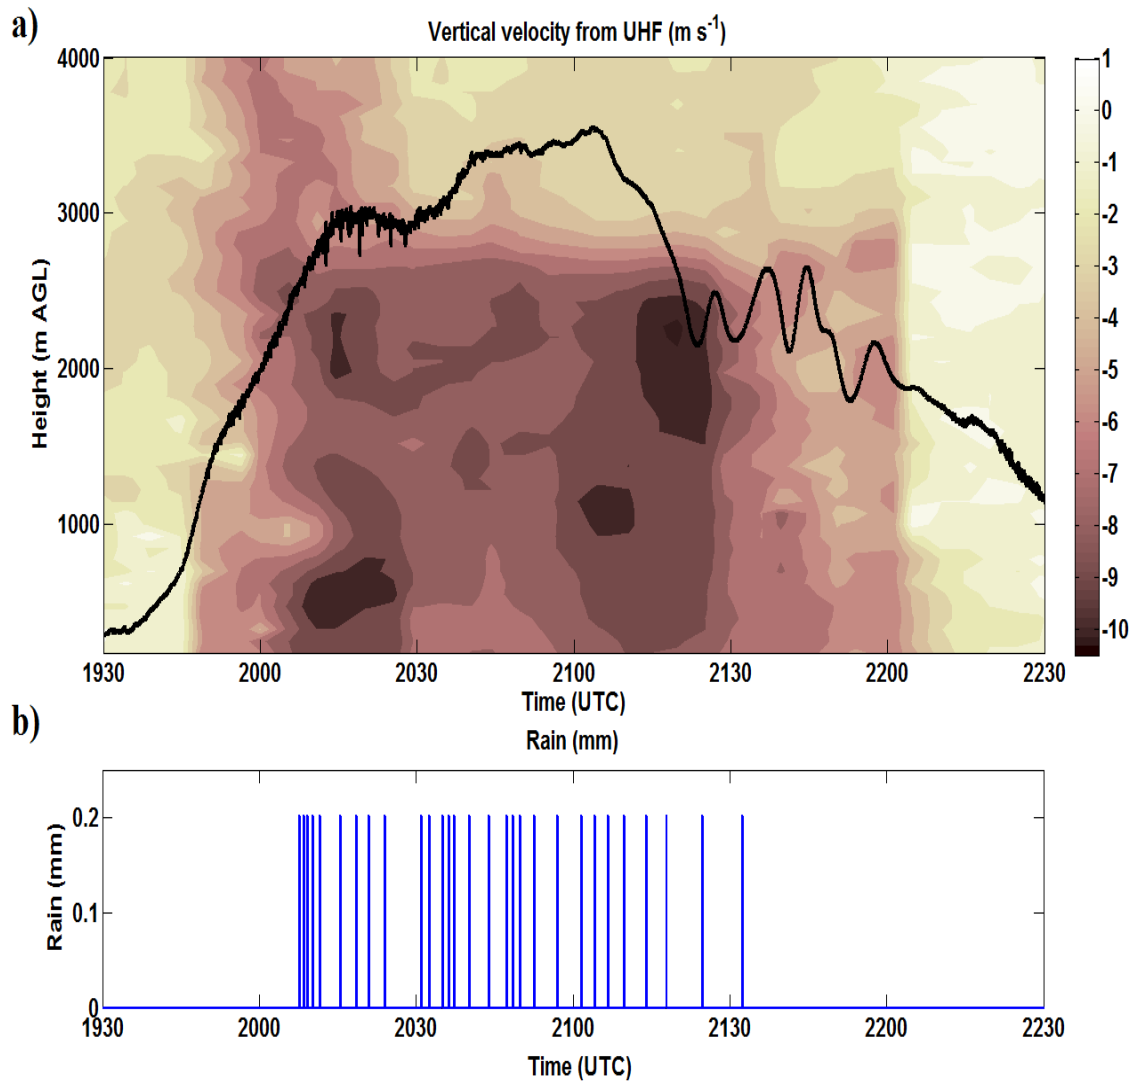 a)
Vertical velocity from UHF (m s⁻¹)
Height (m AGL)
4000
3000
2000
1000
1930 2000 2030 2100 2130 2200 2230
Time (UTC)
1
0
-1
-2
-3
-4
-5
-6
-7
-8
-9
-10
b)
Rain (mm)
Rain (mm)
0.2
0.1
0
1930 2000 2030 2100 2130 2200 2230
Time (UTC)